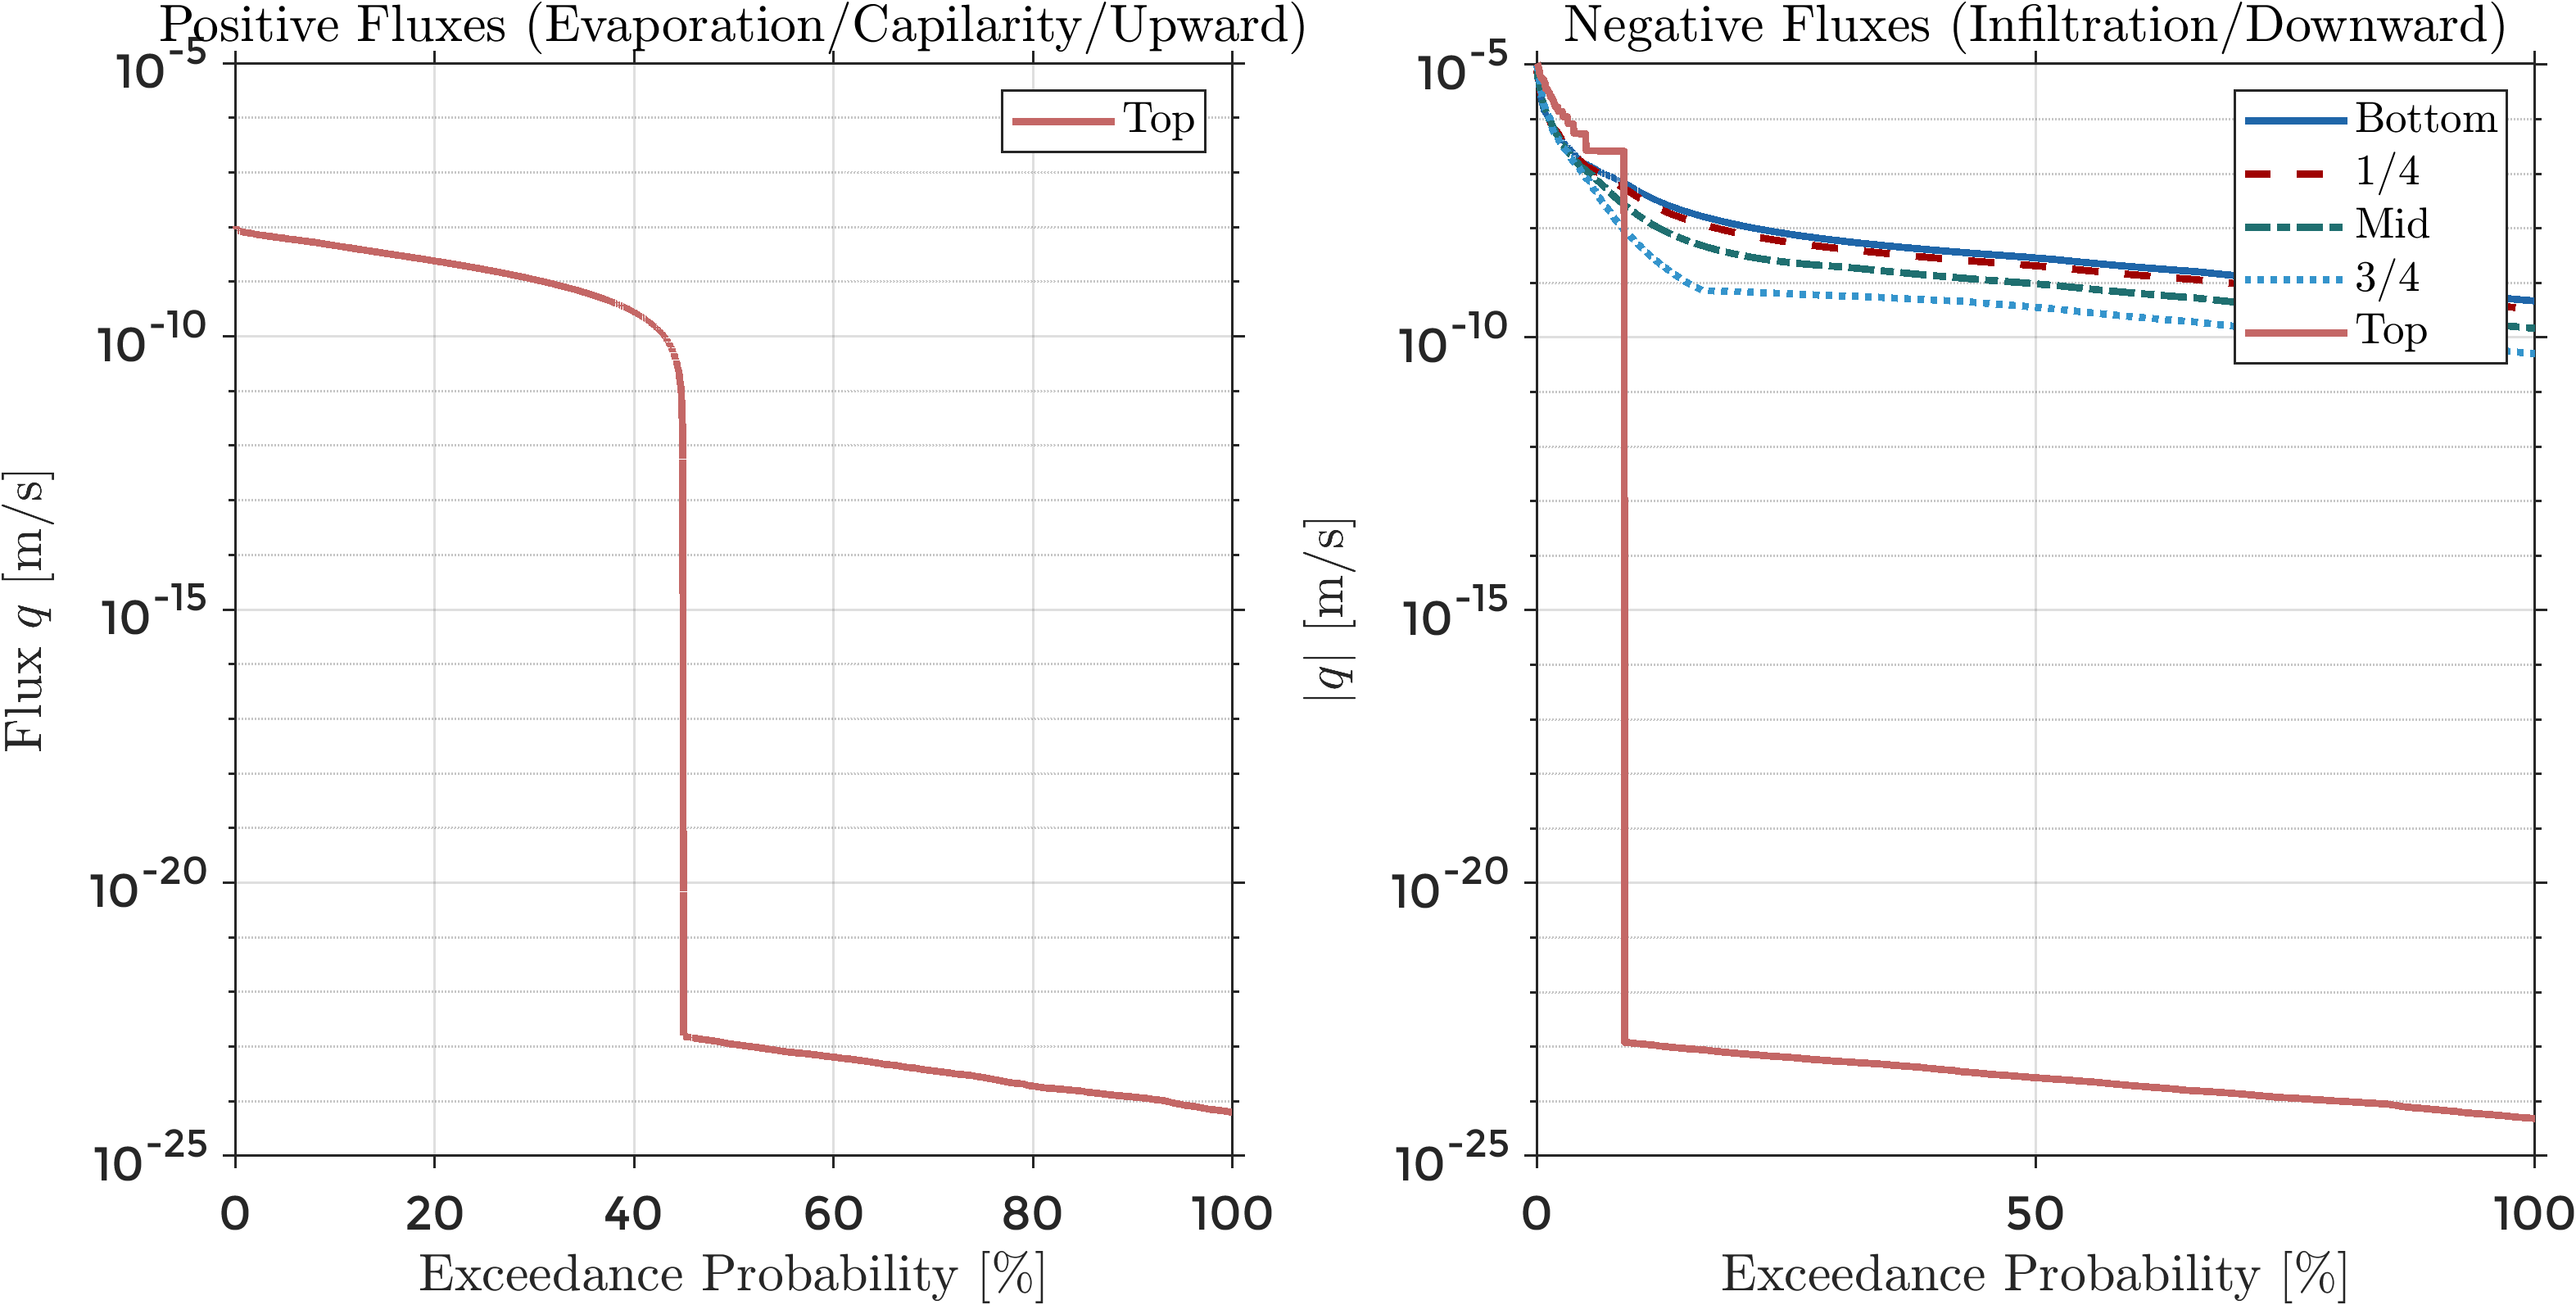 Positive Fluxes (Evaporation/Capilarity/Upward)
10^-5
10^-10
10^-15
10^-20
10^-25
Flux q [m/s]
Top
0 20 40 60 80 100
Exceedance Probability [%]
Negative Fluxes (Infiltration/Downward)
10^-5
10^-10
10^-15
10^-20
10^-25
|q| [m/s]
Bottom
1/4
Mid
3/4
Top
0 50 100
Exceedance Probability [%]